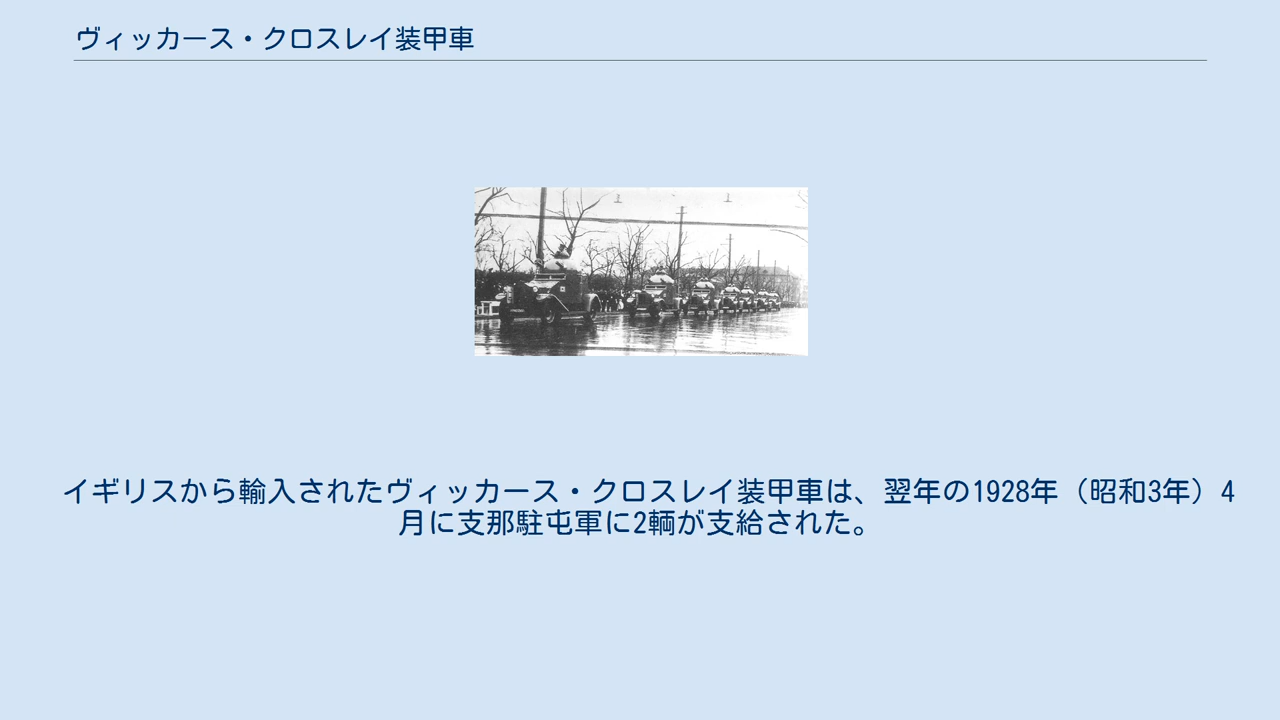 ヴィッカース・クロスレイ装甲車
イギリスから輸入されたヴィッカース・クロスレイ装甲車は、翌年の1928年（昭和3年）4
月に支那駐屯軍に2輌が支給された。